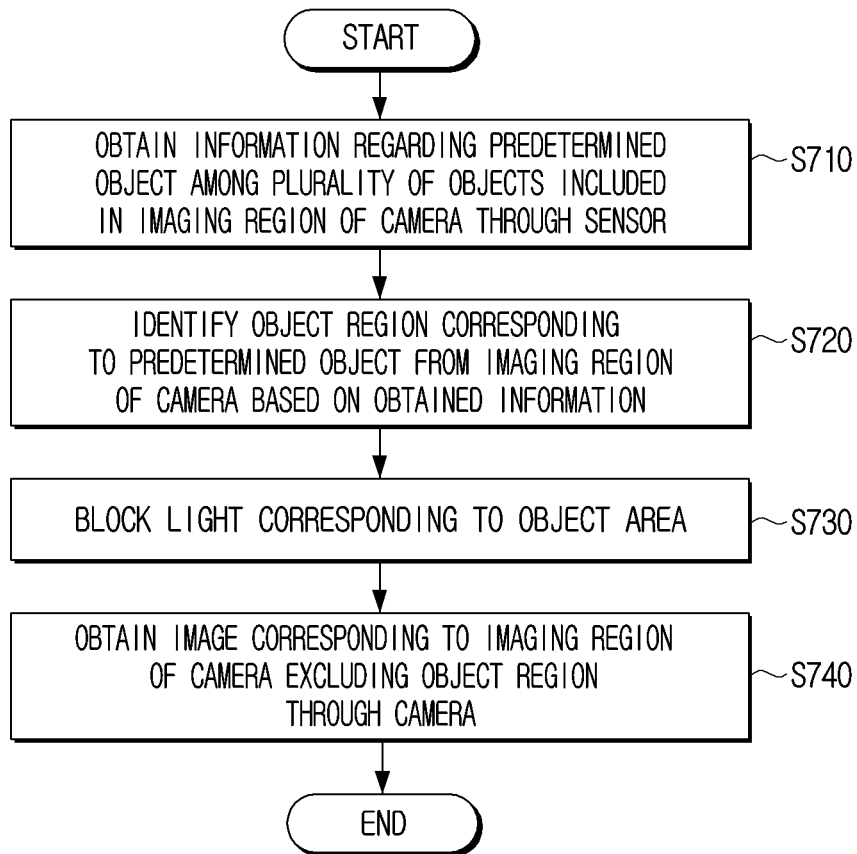 START
OBTAIN INFORMATION REGARDING PREDETERMINED
OBJECT AMONG PLURALITY OF OBJECTS INCLUDED
IN IMAGING REGION OF CAMERA THROUGH SENSOR
S710
IDENTIFY OBJECT REGION CORRESPONDING
TO PREDETERMINED OBJECT FROM IMAGING REGION
OF CAMERA BASED ON OBTAINED INFORMATION
S720
BLOCK LIGHT CORRESPONDING TO OBJECT AREA
S730
OBTAIN IMAGE CORRESPONDING TO IMAGING REGION
OF CAMERA EXCLUDING OBJECT REGION
THROUGH CAMERA
S740
END